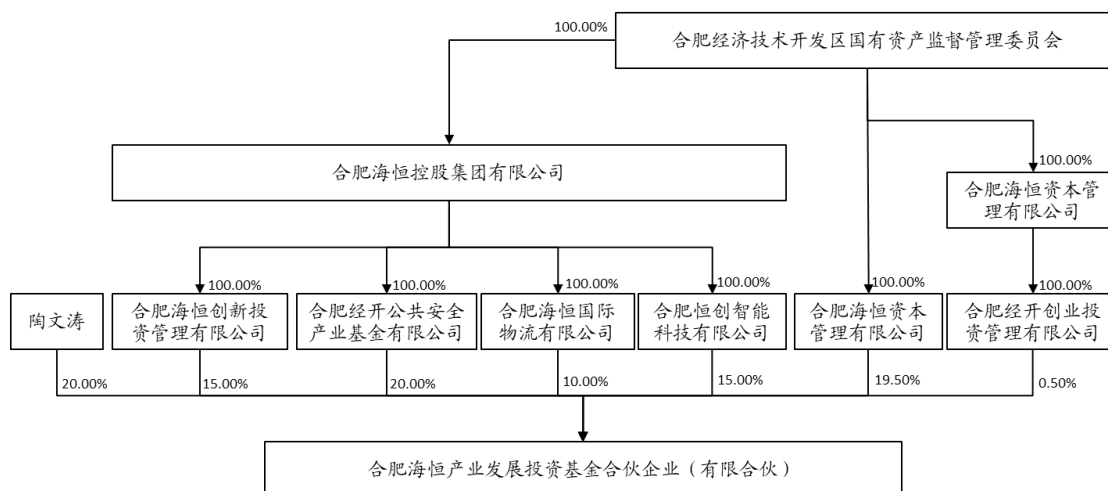 100.00%
合肥经济技术开发区国有资产监督管理委员会
合肥海恒控股集团有限公司
100.00%
合肥海恒资本管
理有限公司
100.00%
100.00%
100.00%
100.00%
100.00%
100.00%
陶文涛
合肥海恒创新投
资管理有限公司
合肥经开公共安全
产业基金有限公司
合肥海恒国际
物流有限公司
合肥恒创智能
科技有限公司
合肥海恒资本
管理有限公司
合肥经开创业投
资管理有限公司
20.00%
15.00%
20.00%
10.00%
15.00%
19.50%
0.50%
合肥海恒产业发展投资基金合伙企业（有限合伙）